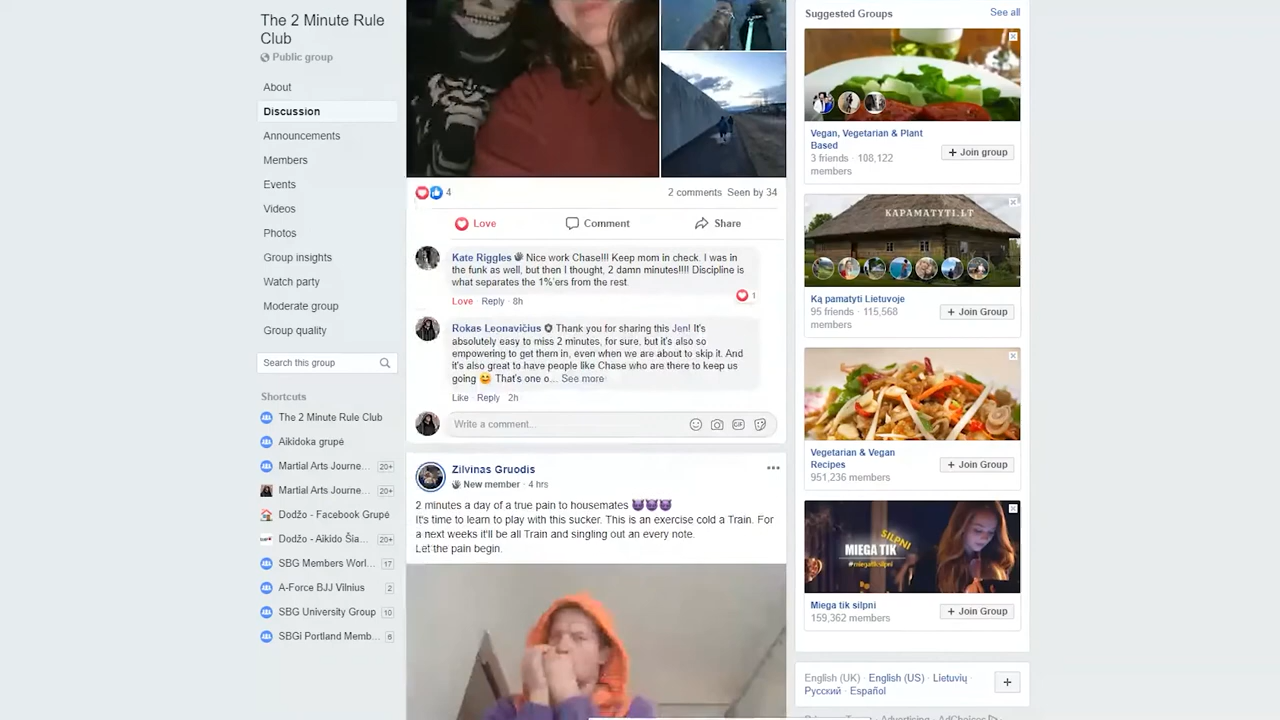 The 2 Minute Rule
Club
Public group
About
Discussion
Announcements
Members
Events
Videos
Photos
Group insights
Watch party
Moderate group
Group quality
Search this group
Shortcuts
The 2 Minute Rule Club
Aikidoka grupė
Martial Arts Journe... 20+
Martial Arts Journe... 20+
Dodžo Facebook Grupė
Dodžo - Aikido Šia... 20+
SBG Members Worl... 17
A-Force BJJ Vilnius 2
SBG University Group 10
SBGi Portland Memb... 6
4
2 comments Seen by 34
Love Comment Share
Kate Riggles Nice work Chase!!! Keep mom in check. I was in
the funk as well, but then I thought, 2 damn minutes!!!! Discipline is
what separates the 1%'ers from the rest.
1
Love · Reply · 8h
Rokas Leonavičius Thank you for sharing this Jen! It's
absolutely easy to miss 2 minutes, for sure, but it's also so
empowering to get them in, even when we are about to skip it. And
it's also great to have people like Chase who are there to keep us
going 😊 That's one o... See more
Like · Reply · 2h
Write a comment...
GIF
Zilvinas Gruodis
New member · 4 hrs
2 minutes a day of a true pain to housemates 😈😈😈
It's time to learn to play with this sucker. This is an exercise cold a Train. For
a next weeks it'll be all Train and singling out an every note.
Let the pain begin.
Suggested Groups See all
Vegan, Vegetarian & Plant
Based
3 friends · 108,122
members
+ Join group
KAPAMATYTI.LT
Ką pamatyti Lietuvoje
95 friends · 115,568
members
+ Join Group
Vegetarian & Vegan
Recipes
951,236 members
+ Join Group
MIEGA TIK
SILPNI
#miegatiksilpni
Miega tik silpni
159,362 members
+ Join Group
English (UK) · English (US) · Lietuvių ·
Русский · Español
+
Advertising · AdChoices